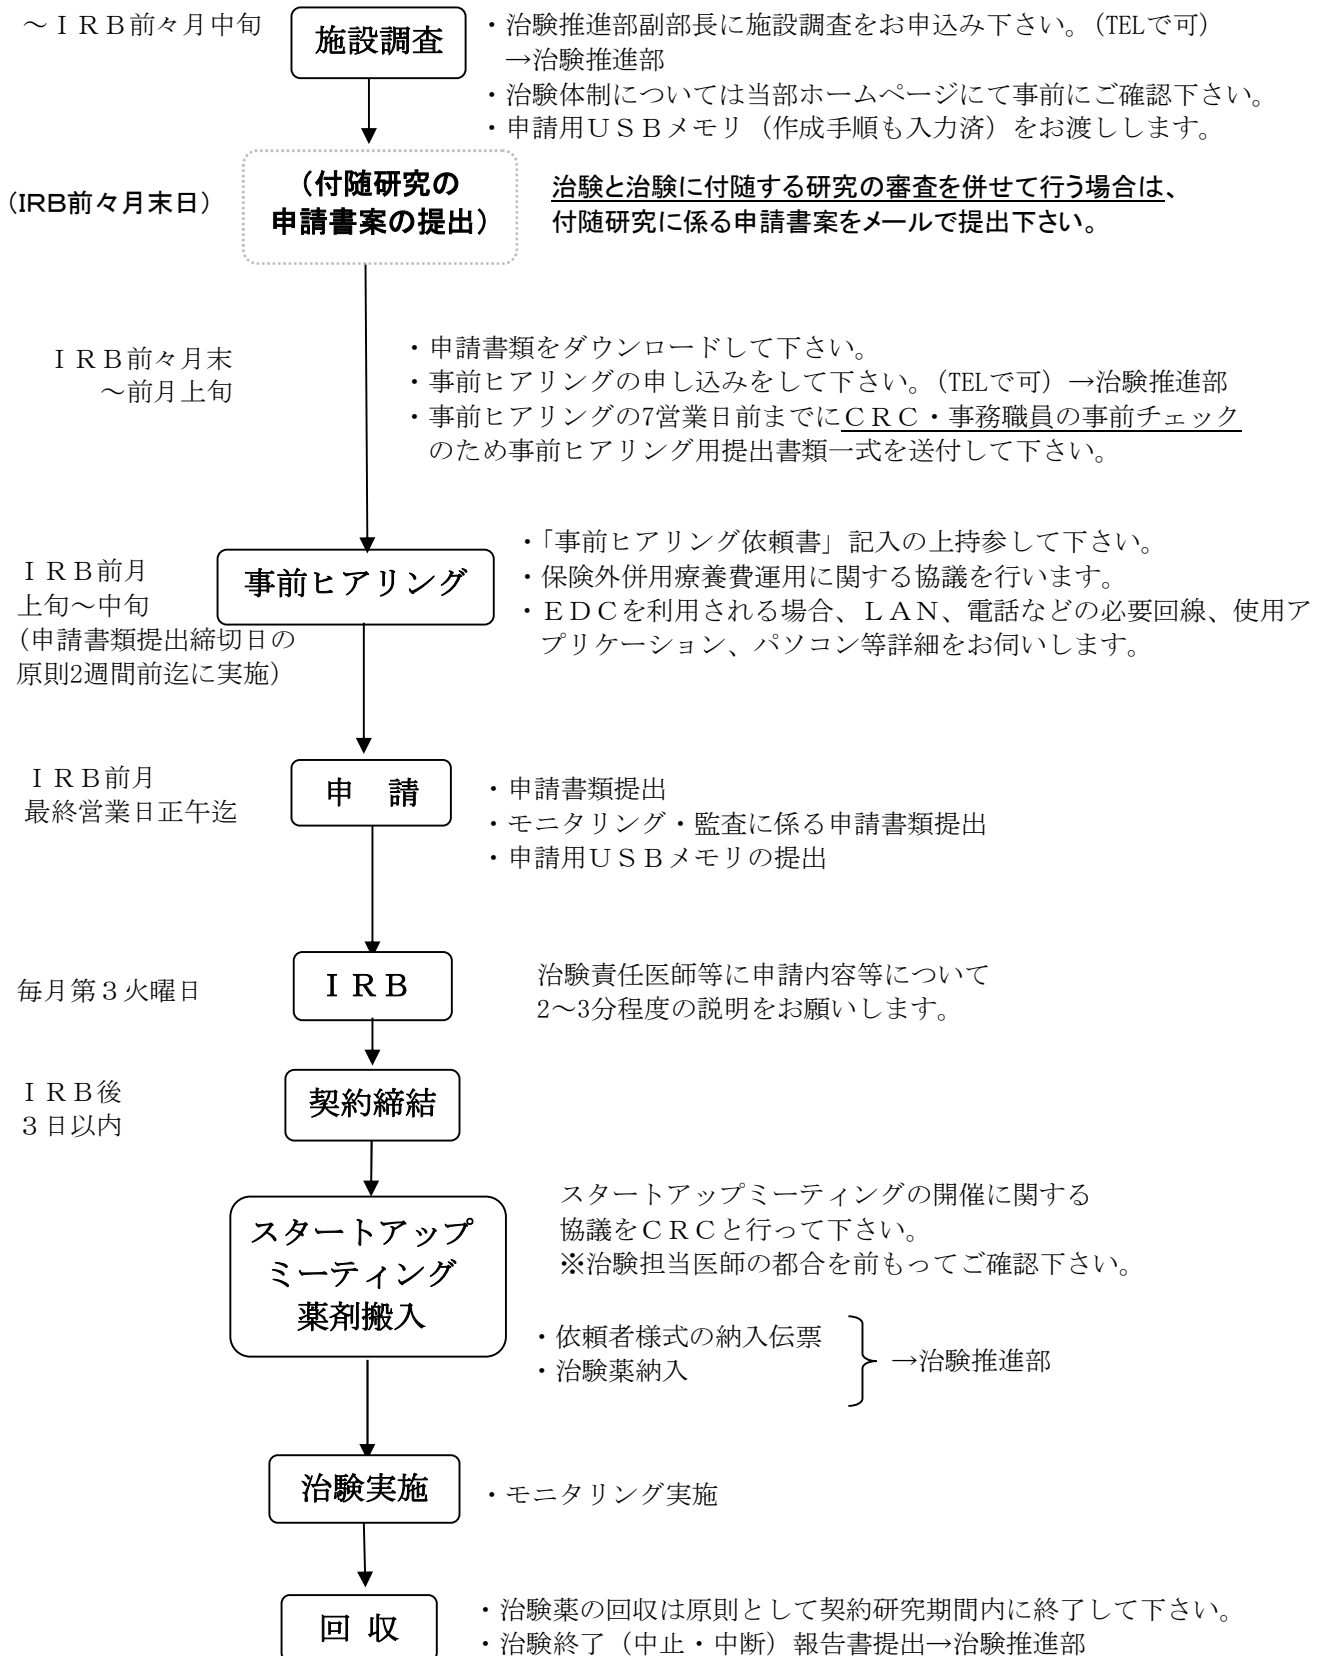 ～ＩＲＢ前々月中旬
施設調査
・治験推進部副部長に施設調査をお申込み下さい。（TELで可）
→治験推進部
・治験体制については当部ホームページにて事前にご確認下さい。
・申請用ＵＳＢメモリ（作成手順も入力済）をお渡しします。
（IRB前々月末日）
（付随研究の
申請書案の提出）
治験と治験に付随する研究の審査を併せて行う場合は、
付随研究に係る申請書案をメールで提出下さい。
ＩＲＢ前々月末
～前月上旬
・申請書類をダウンロードして下さい。
・事前ヒアリングの申し込みをして下さい。（TELで可）→治験推進部
・事前ヒアリングの7営業日前までにＣＲＣ・事務職員の事前チェック
のため事前ヒアリング用提出書類一式を送付して下さい。
ＩＲＢ前月
上旬～中旬
（申請書類提出締切日の
原則2週間前迄に実施）
事前ヒアリング
・「事前ヒアリング依頼書」記入の上持参して下さい。
・保険外併用療養費運用に関する協議を行います。
・ＥＤＣを利用される場合、ＬＡＮ、電話などの必要回線、使用ア
プリケーション、パソコン等詳細をお伺いします。
ＩＲＢ前月
最終営業日正午迄
申　請
・申請書類提出
・モニタリング・監査に係る申請書類提出
・申請用ＵＳＢメモリの提出
毎月第３火曜日
ＩＲＢ
治験責任医師等に申請内容等について
2～3分程度の説明をお願いします。
ＩＲＢ後
３日以内
契約締結
スタートアップ
ミーティング
薬剤搬入
スタートアップミーティングの開催に関する
協議をＣＲＣと行って下さい。
※治験担当医師の都合を前もってご確認下さい。
・依頼者様式の納入伝票
・治験薬納入
→治験推進部
治験実施
・モニタリング実施
回 収
・治験薬の回収は原則として契約研究期間内に終了して下さい。
・治験終了（中止・中断）報告書提出→治験推進部